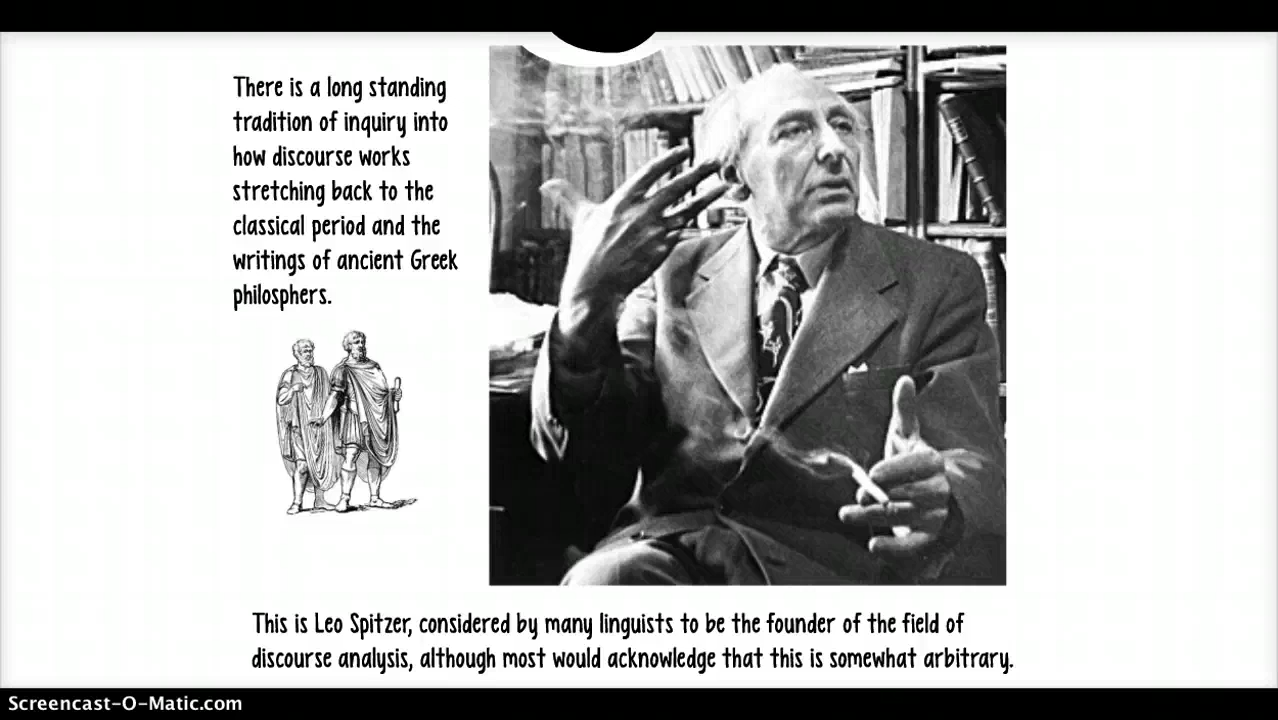 There is a long standing
tradition of inquiry into
how discourse works
stretching back to the
classical period and the
writings of ancient Greek
philosphers.
This is Leo Spitzer, considered by many linguists to be the founder of the field of
discourse analysis, although most would acknowledge that this is somewhat arbitrary.
Screencast-O-Matic.com